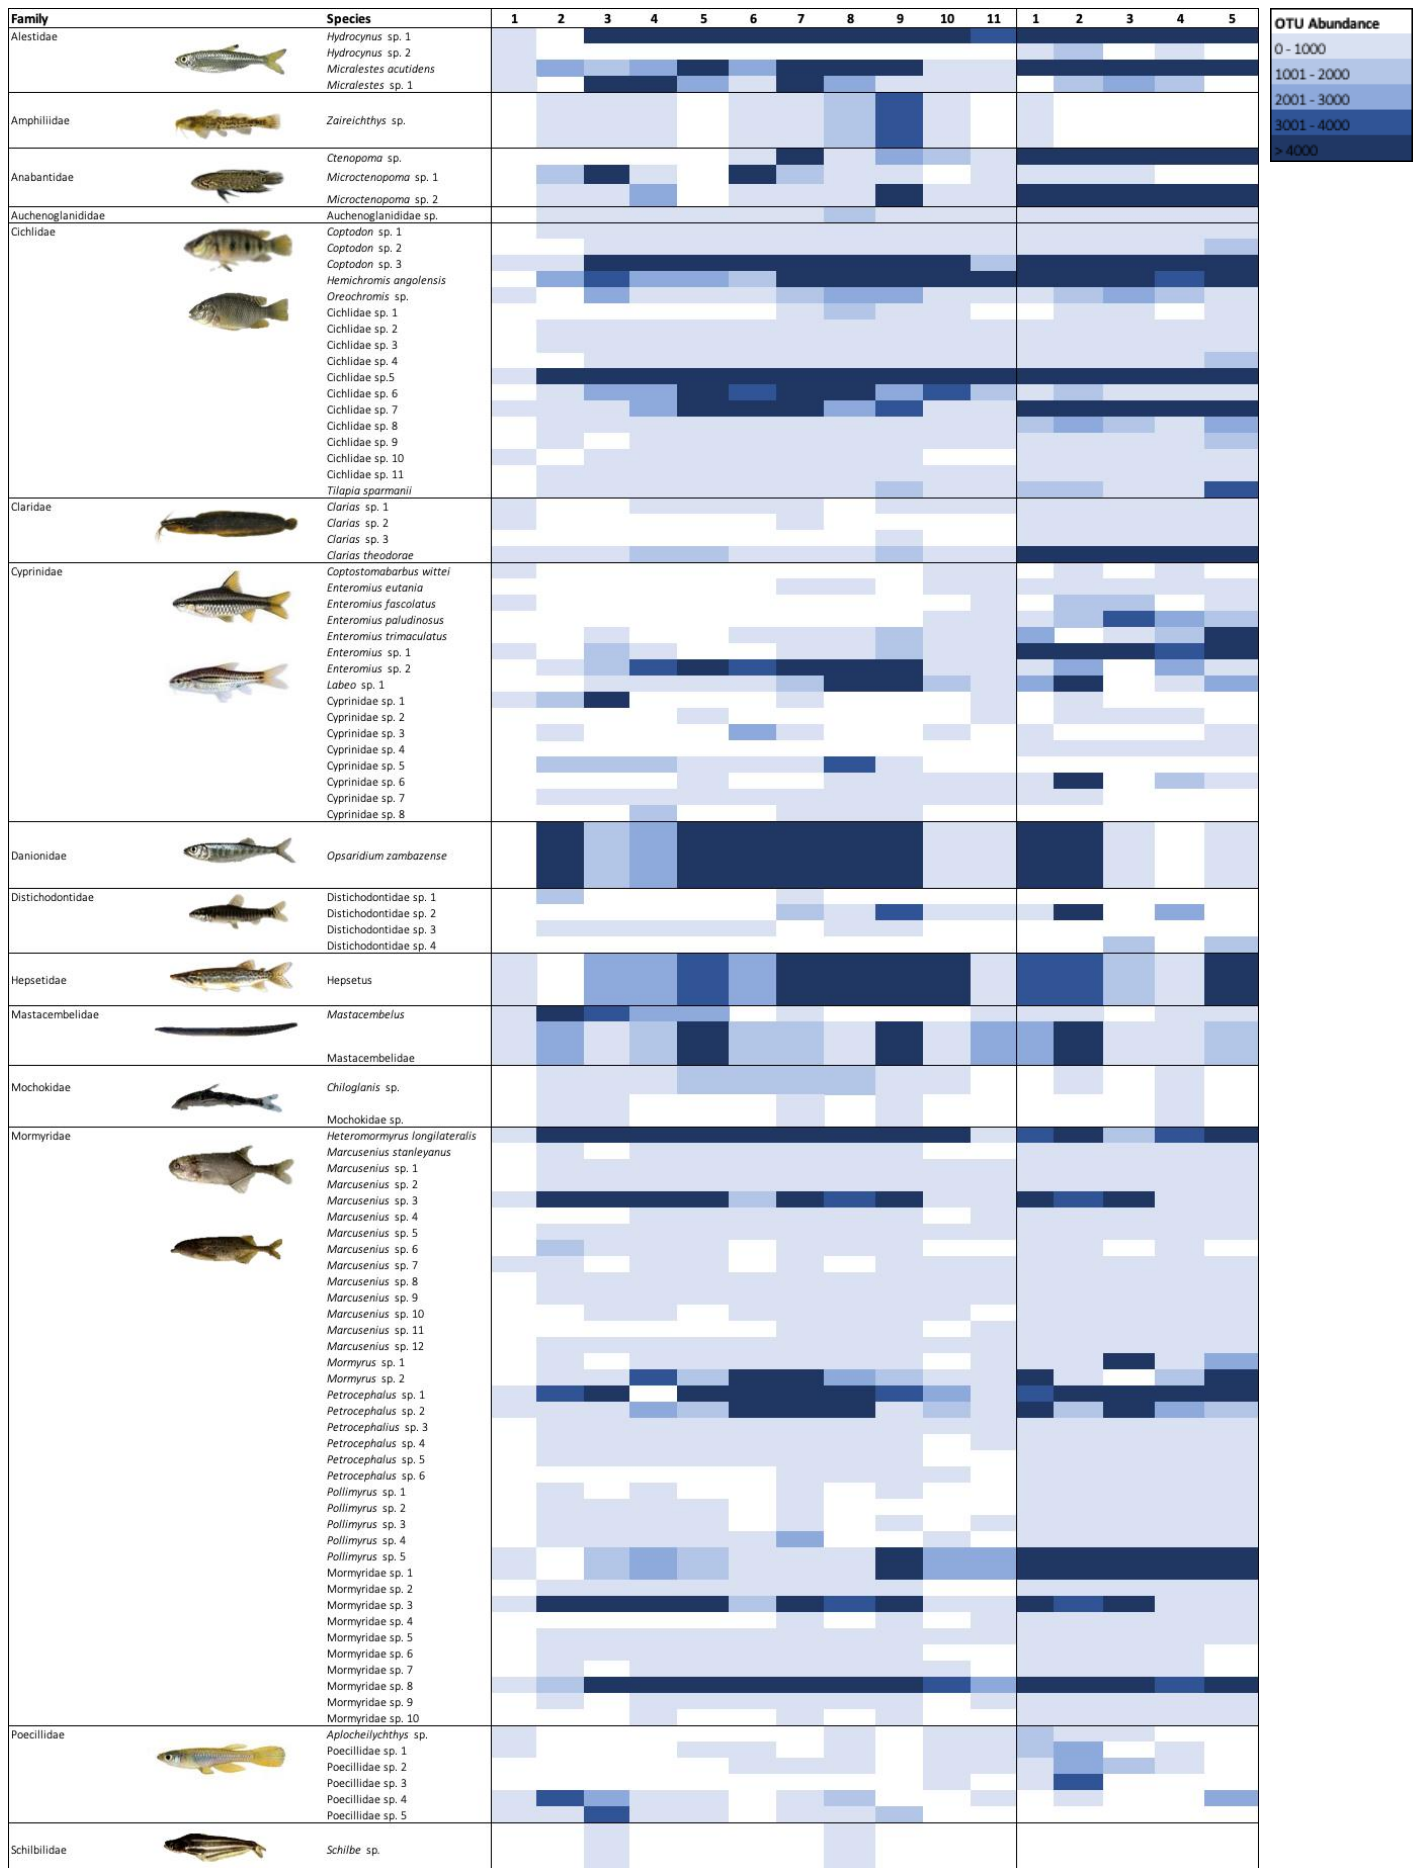 Family Species 1 2 3 4 5 6 7 8 9 10 11 1 2 3 4 5
Alestidae Hydrocynus sp. 1
Hydrocynus sp. 2
Micralestes acutidens
Micralestes sp. 1
Amphiliidae Zaireichthys sp.
Ctenopoma sp.
Anabantidae Microctenopoma sp. 1
Microctenopoma sp. 2
Auchenoglanididae Auchenoglanididae sp.
Cichlidae Coptodon sp. 1
Coptodon sp. 2
Coptodon sp. 3
Hemichromis angolensis
Oreochromis sp.
Cichlidae sp. 1
Cichlidae sp. 2
Cichlidae sp. 3
Cichlidae sp. 4
Cichlidae sp.5
Cichlidae sp. 6
Cichlidae sp. 7
Cichlidae sp. 8
Cichlidae sp. 9
Cichlidae sp. 10
Cichlidae sp. 11
Tilapia sparmanii
Claridae Clarias sp. 1
Clarias sp. 2
Clarias sp. 3
Clarias theodorae
Cyprinidae Coptostomabarbus wittei
Enteromius eutania
Enteromius fascolatus
Enteromius paludinosus
Enteromius trimaculatus
Enteromius sp. 1
Enteromius sp. 2
Labeo sp. 1
Cyprinidae sp. 1
Cyprinidae sp. 2
Cyprinidae sp. 3
Cyprinidae sp. 4
Cyprinidae sp. 5
Cyprinidae sp. 6
Cyprinidae sp. 7
Cyprinidae sp. 8
Danionidae Opsaridium zambazense
Distichodontidae Distichodontidae sp. 1
Distichodontidae sp. 2
Distichodontidae sp. 3
Distichodontidae sp. 4
Hepsetidae Hepsetus
Mastacembelidae Mastacembelus
Mastacembelidae
Mochokidae Chiloglanis sp.
Mochokidae sp.
Mormyridae Heteromormyrus longilateralis
Marcusenius stanleyanus
Marcusenius sp. 1
Marcusenius sp. 2
Marcusenius sp. 3
Marcusenius sp. 4
Marcusenius sp. 5
Marcusenius sp. 6
Marcusenius sp. 7
Marcusenius sp. 8
Marcusenius sp. 9
Marcusenius sp. 10
Marcusenius sp. 11
Marcusenius sp. 12
Mormyrus sp. 1
Mormyrus sp. 2
Petrocephalus sp. 1
Petrocephalus sp. 2
Petrocephalius sp. 3
Petrocephalus sp. 4
Petrocephalus sp. 5
Petrocephalus sp. 6
Pollimyrus sp. 1
Pollimyrus sp. 2
Pollimyrus sp. 3
Pollimyrus sp. 4
Pollimyrus sp. 5
Mormyridae sp. 1
Mormyridae sp. 2
Mormyridae sp. 3
Mormyridae sp. 4
Mormyridae sp. 5
Mormyridae sp. 6
Mormyridae sp. 7
Mormyridae sp. 8
Mormyridae sp. 9
Mormyridae sp. 10
Poecillidae Aplocheilychthys sp.
Poecillidae sp. 1
Poecillidae sp. 2
Poecillidae sp. 3
Poecillidae sp. 4
Poecillidae sp. 5
Schilbilidae Schilbe sp.
OTU Abundance
0 - 1000
1001 - 2000
2001 - 3000
3001 - 4000
> 4000